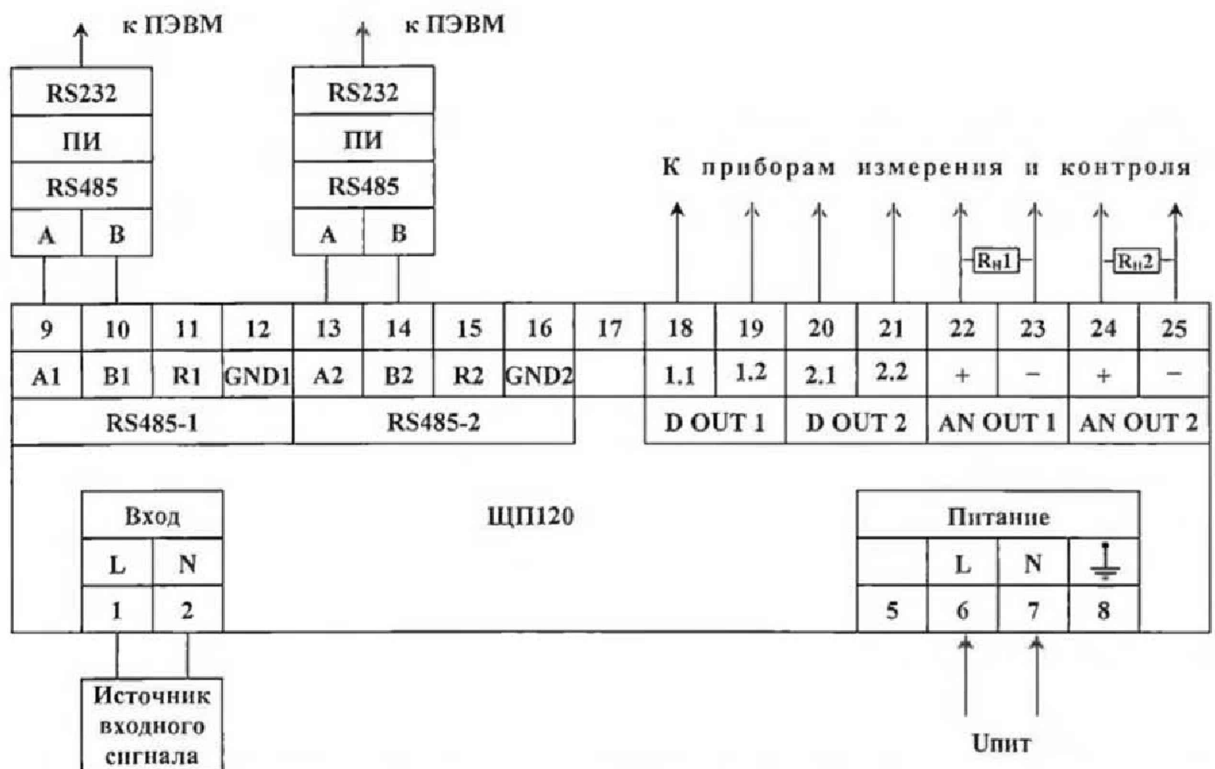 к ПЭВМ к ПЭВМ
RS232 RS232
ПИ ПИ
RS485 RS485
К приборам измерения и контроля
A B A B
RН1 RН2
9 10 11 12 13 14 15 16 17 18 19 20 21 22 23 24 25
A1 B1 R1 GND1 A2 B2 R2 GND2 1.1 1.2 2.1 2.2 + − + −
RS485-1 RS485-2 D OUT 1 D OUT 2 AN OUT 1 AN OUT 2
Вход ЩП120 Питание
L N L N
1 2 5 6 7 8
Источник
входного
сигнала
Uпит